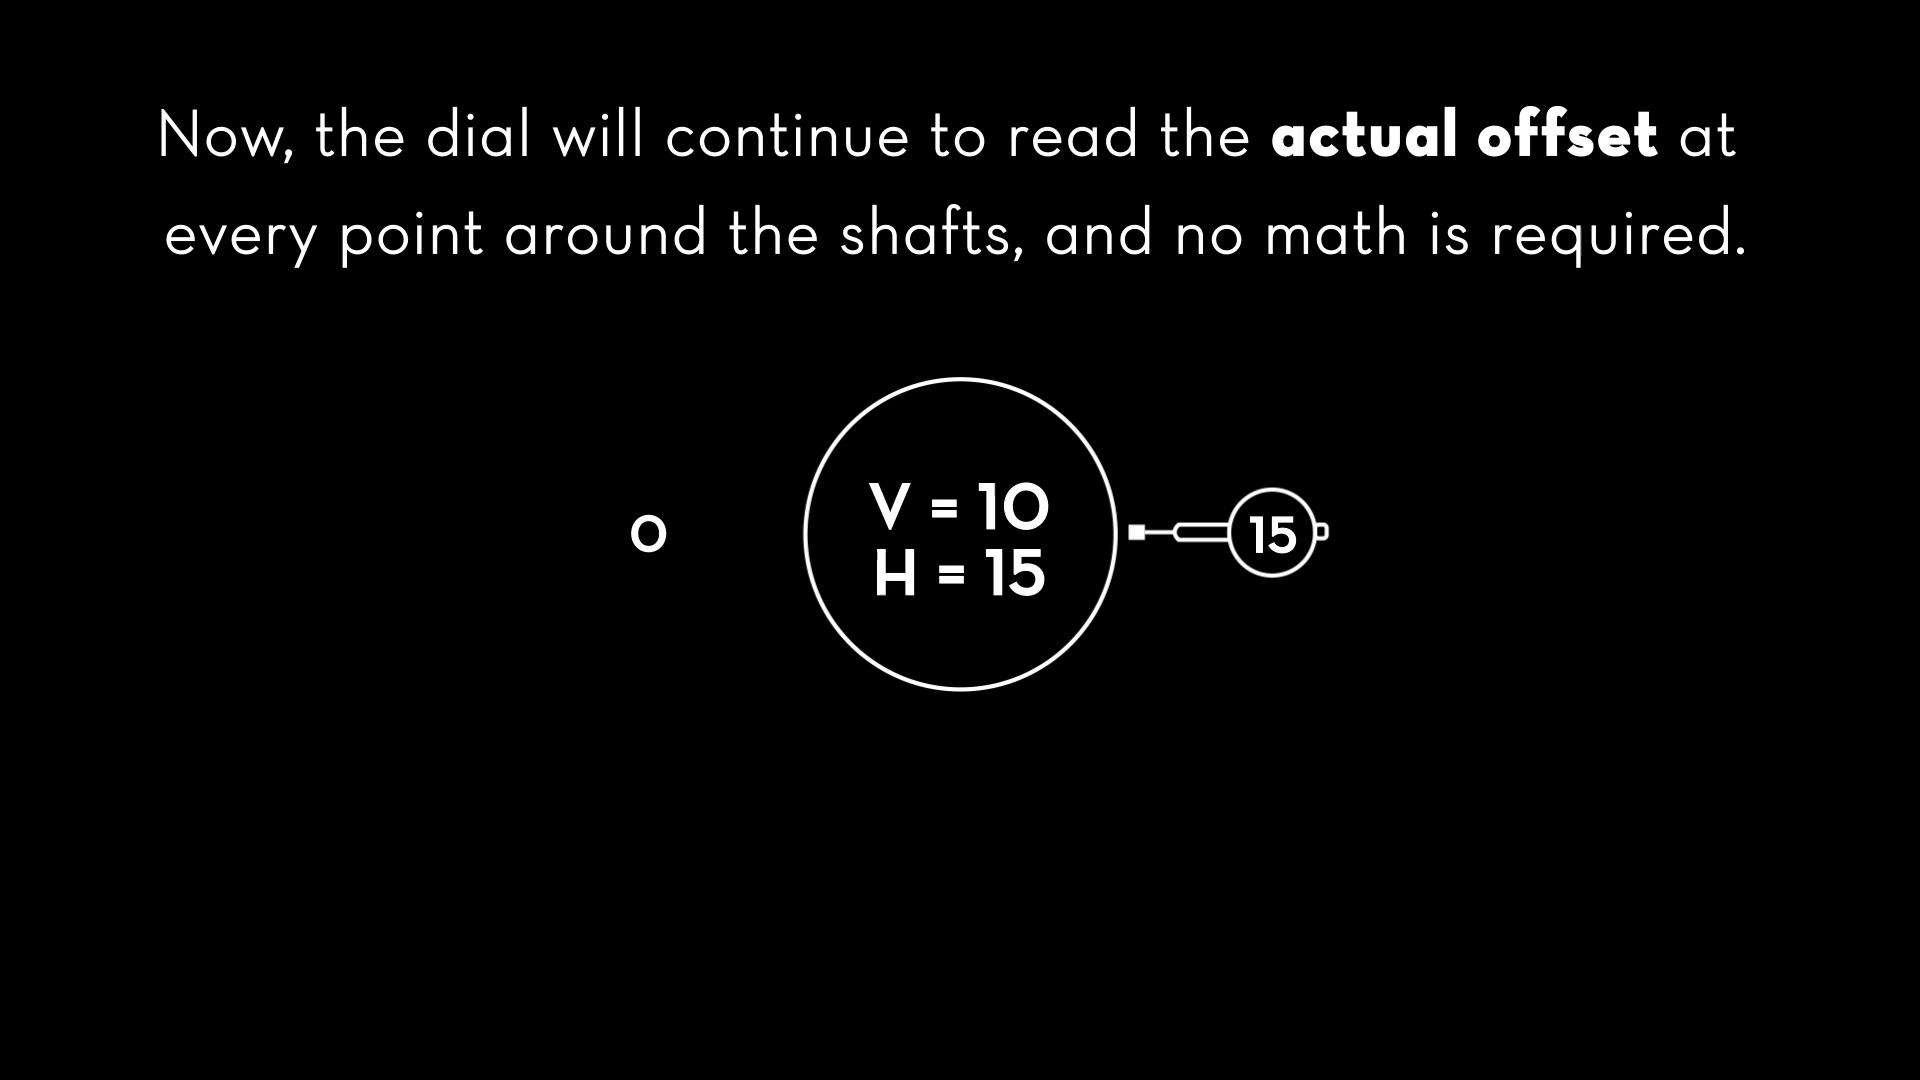 Now, the dial will continue to read the actual offset at
every point around the shafts, and no math is required.
V = 10
H = 15
0
15